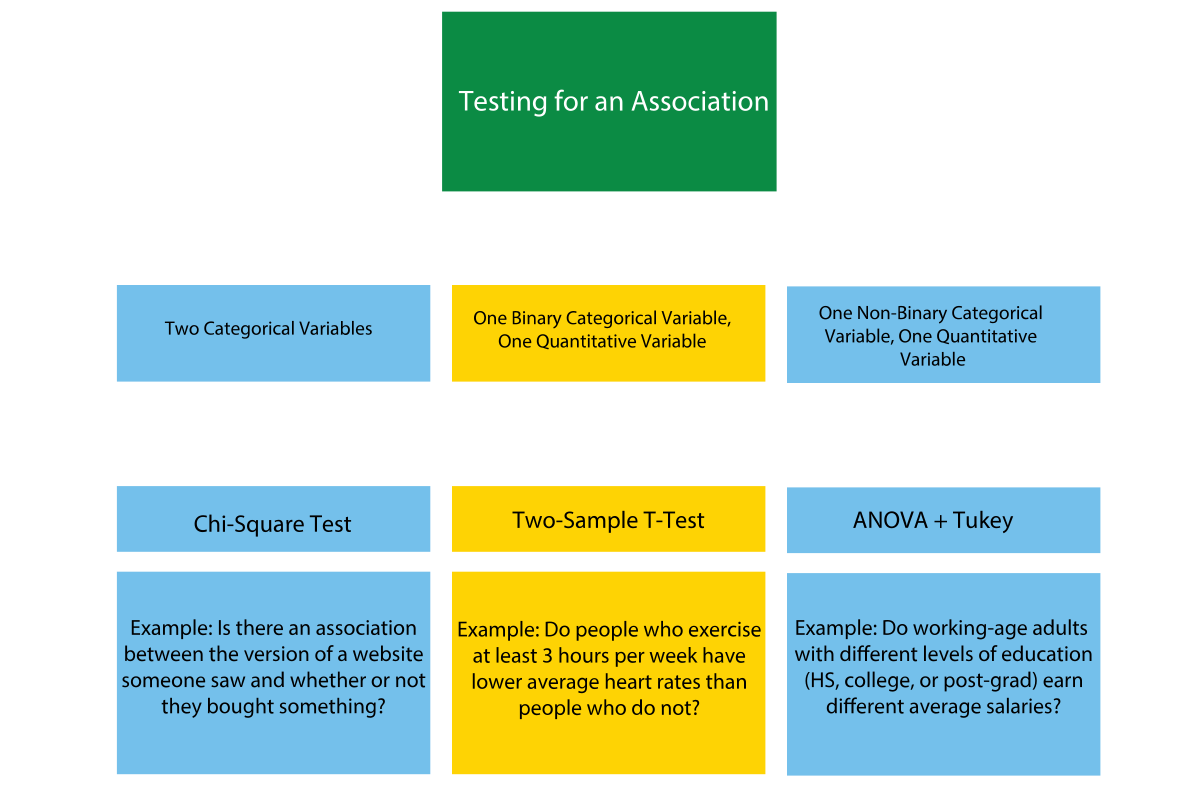 Testing for an Association
Two Categorical Variables
One Binary Categorical Variable,
One Quantitative Variable
One Non-Binary Categorical
Variable, One Quantitative
Variable
Chi-Square Test
Two-Sample T-Test
ANOVA + Tukey
Example: Is there an association
between the version of a website
someone saw and whether or not
they bought something?
Example: Do people who exercise
at least 3 hours per week have
lower average heart rates than
people who do not?
Example: Do working-age adults
with different levels of education
(HS, college, or post-grad) earn
different average salaries?